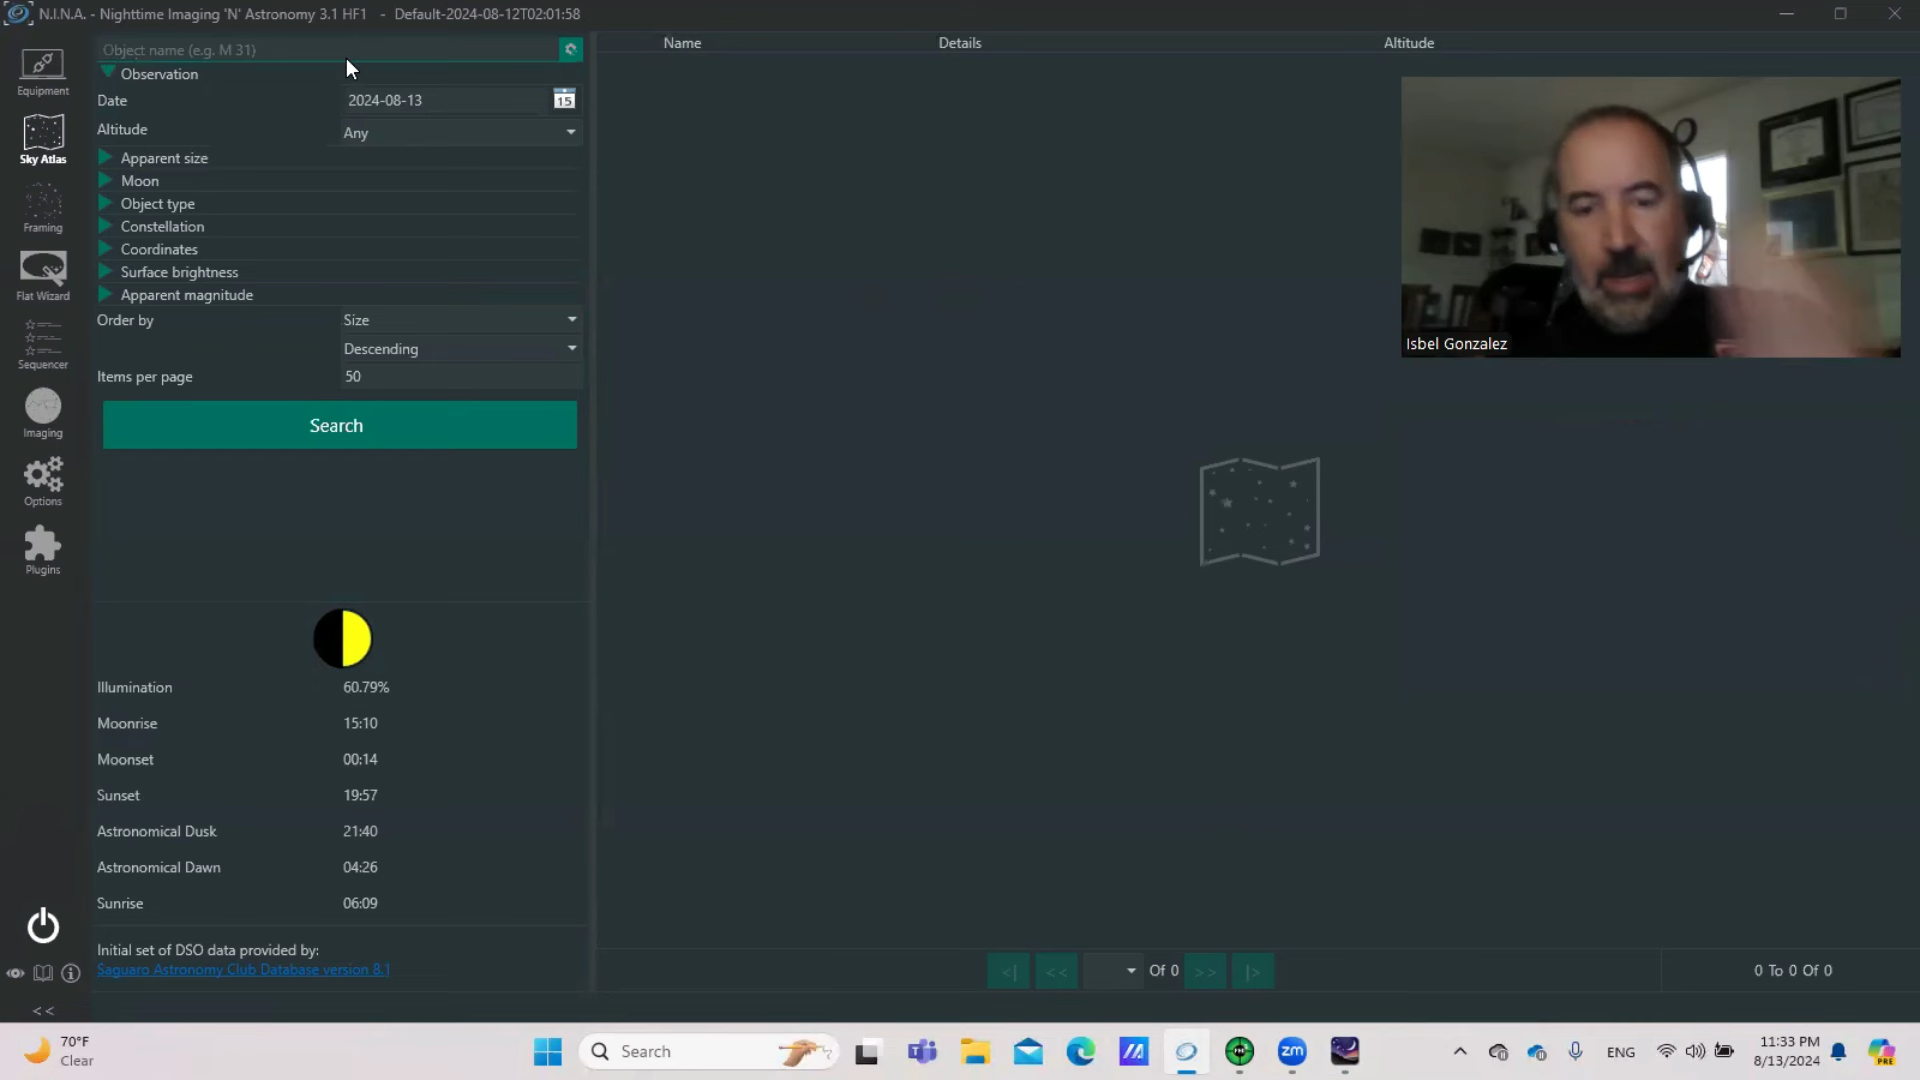 N.I.N.A. - Nighttime Imaging 'N' Astronomy 3.1 HF1 - Default-2024-08-12T02:01:58
Equipment
Sky Atlas
Framing
Flat Wizard
Sequencer
Imaging
Options
Plugins
<<
Object name (e.g. M 31)
Observation
Date 2024-08-13 15
Altitude Any
Apparent size
Moon
Object type
Constellation
Coordinates
Surface brightness
Apparent magnitude
Order by Size
Descending
Items per page 50
Search
Illumination 60.79%
Moonrise 15:10
Moonset 00:14
Sunset 19:57
Astronomical Dusk 21:40
Astronomical Dawn 04:26
Sunrise 06:09
Initial set of DSO data provided by:
Saguaro Astronomy Club Database version 8.1
Name Details Altitude
Isbel Gonzalez
<| << Of 0 >> |> 0 To 0 Of 0
70°F
Clear
Search
zm
ENG
11:33 PM
8/13/2024
PRE